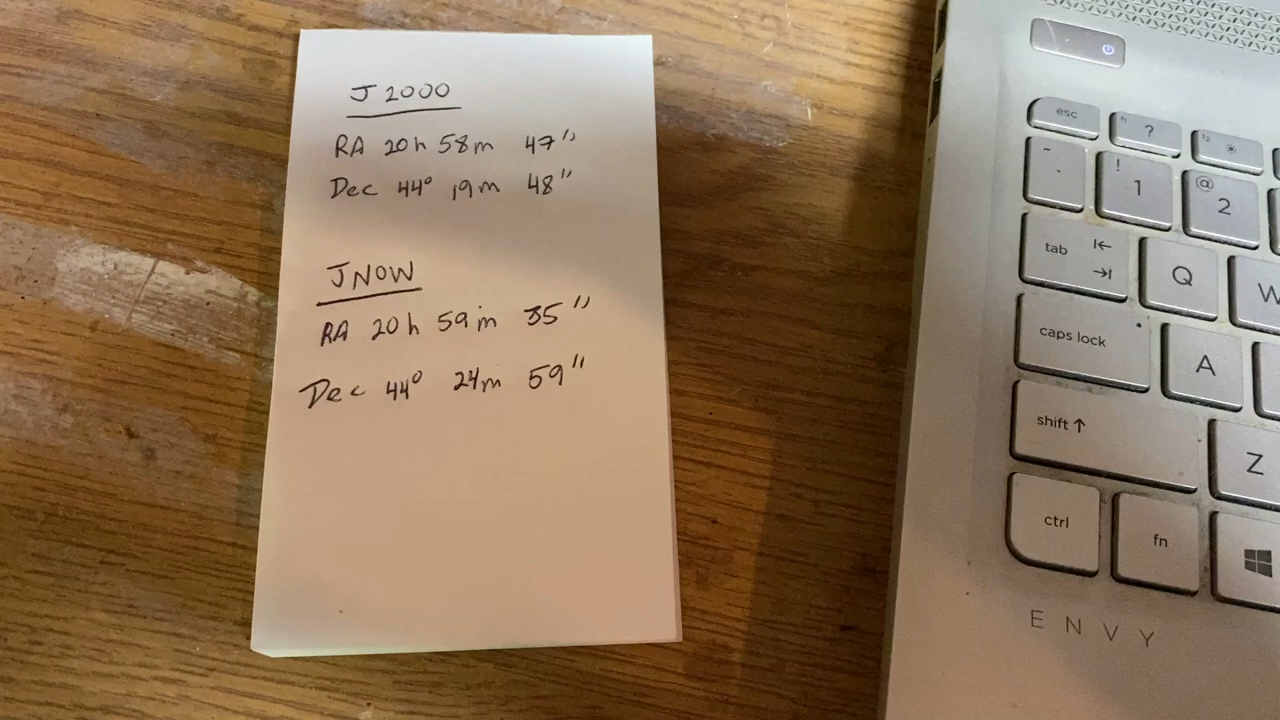 J2000
RA 20h 58m 47"
Dec 44° 19m 48"
JNOW
RA 20h 59m 35"
Dec 44° 24m 59"
esc
?
~
!
1
@
2
tab
Q
W
caps lock
A
shift
Z
ctrl
fn
ENVY